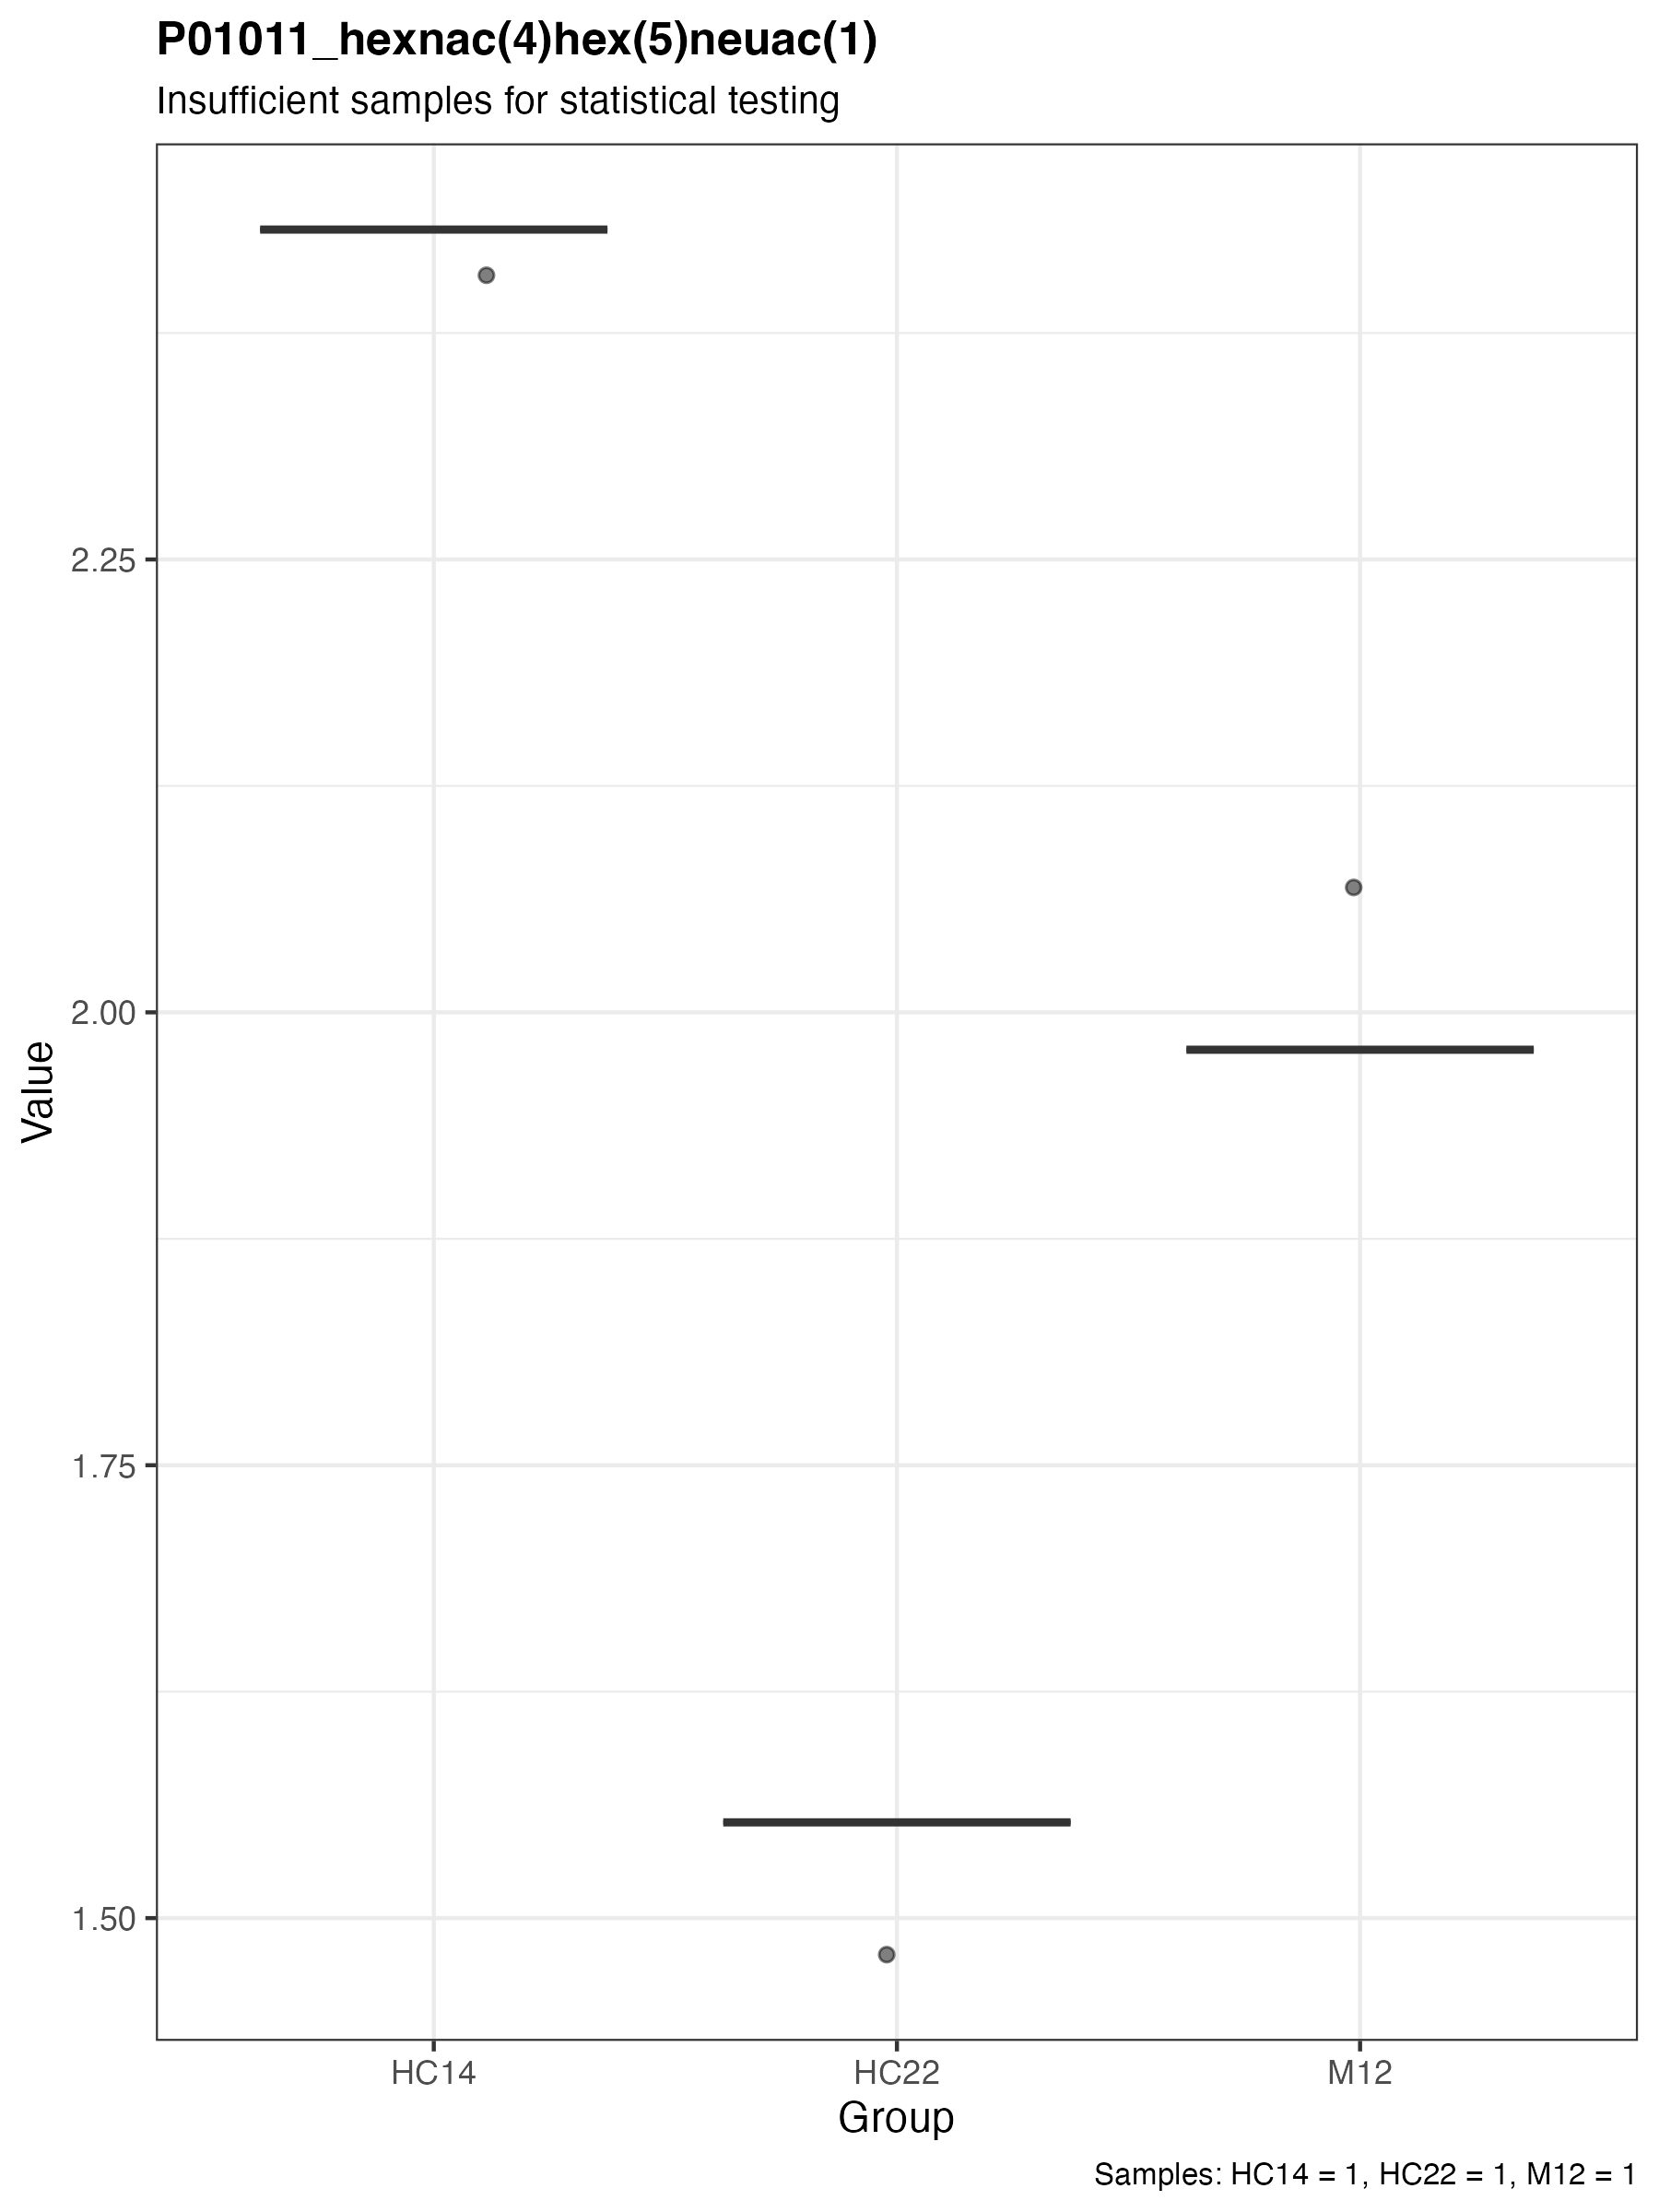 P01011_hexnac(4)hex(5)neuac(1)
Insufficient samples for statistical testing
2.25
2.00
1.75
1.50
Value
HC14 HC22 M12
Group
Samples: HC14 = 1, HC22 = 1, M12 = 1